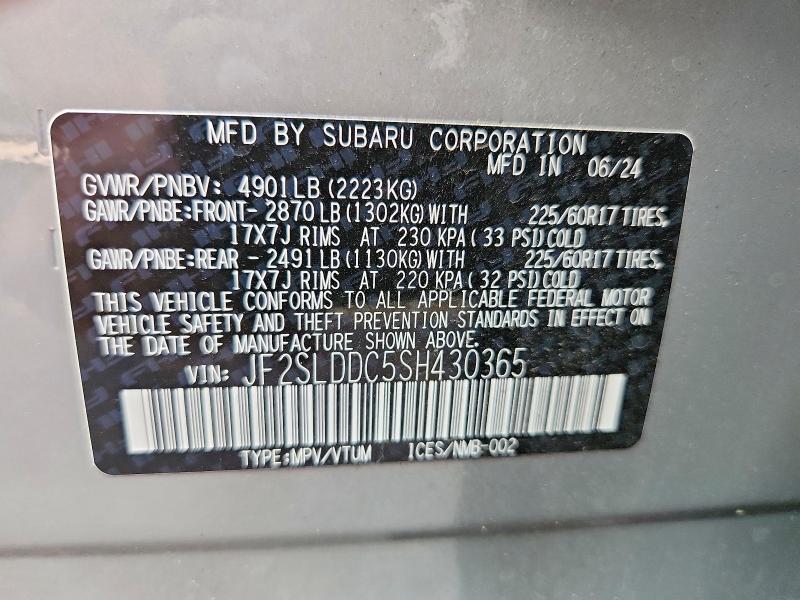 MFD BY SUBARU CORPORATION
MFD IN 06/24
GVWR/PNBV: 4901LB (2223KG)
GAWR/PNBE:FRONT- 2870 LB (1302KG) WITH 225/60R17 TIRES,
17X7J RIMS AT 230 KPA ( 33 PSI) COLD
GAWR/PNBE:REAR - 2491 LB (1130KG) WITH 225/60R17 TIRES,
17X7J RIMS AT 220 KPA ( 32 PSI) COLD
THIS VEHICLE CONFORMS TO ALL APPLICABLE FEDERAL MOTOR
VEHICLE SAFETY AND THEFT PREVENTION STANDARDS IN EFFECT ON
THE DATE OF MANUFACTURE SHOWN ABOVE.
VIN: JF2SLDDC5SH430365
TYPE:MPV/VTUM ICES/NMB-002